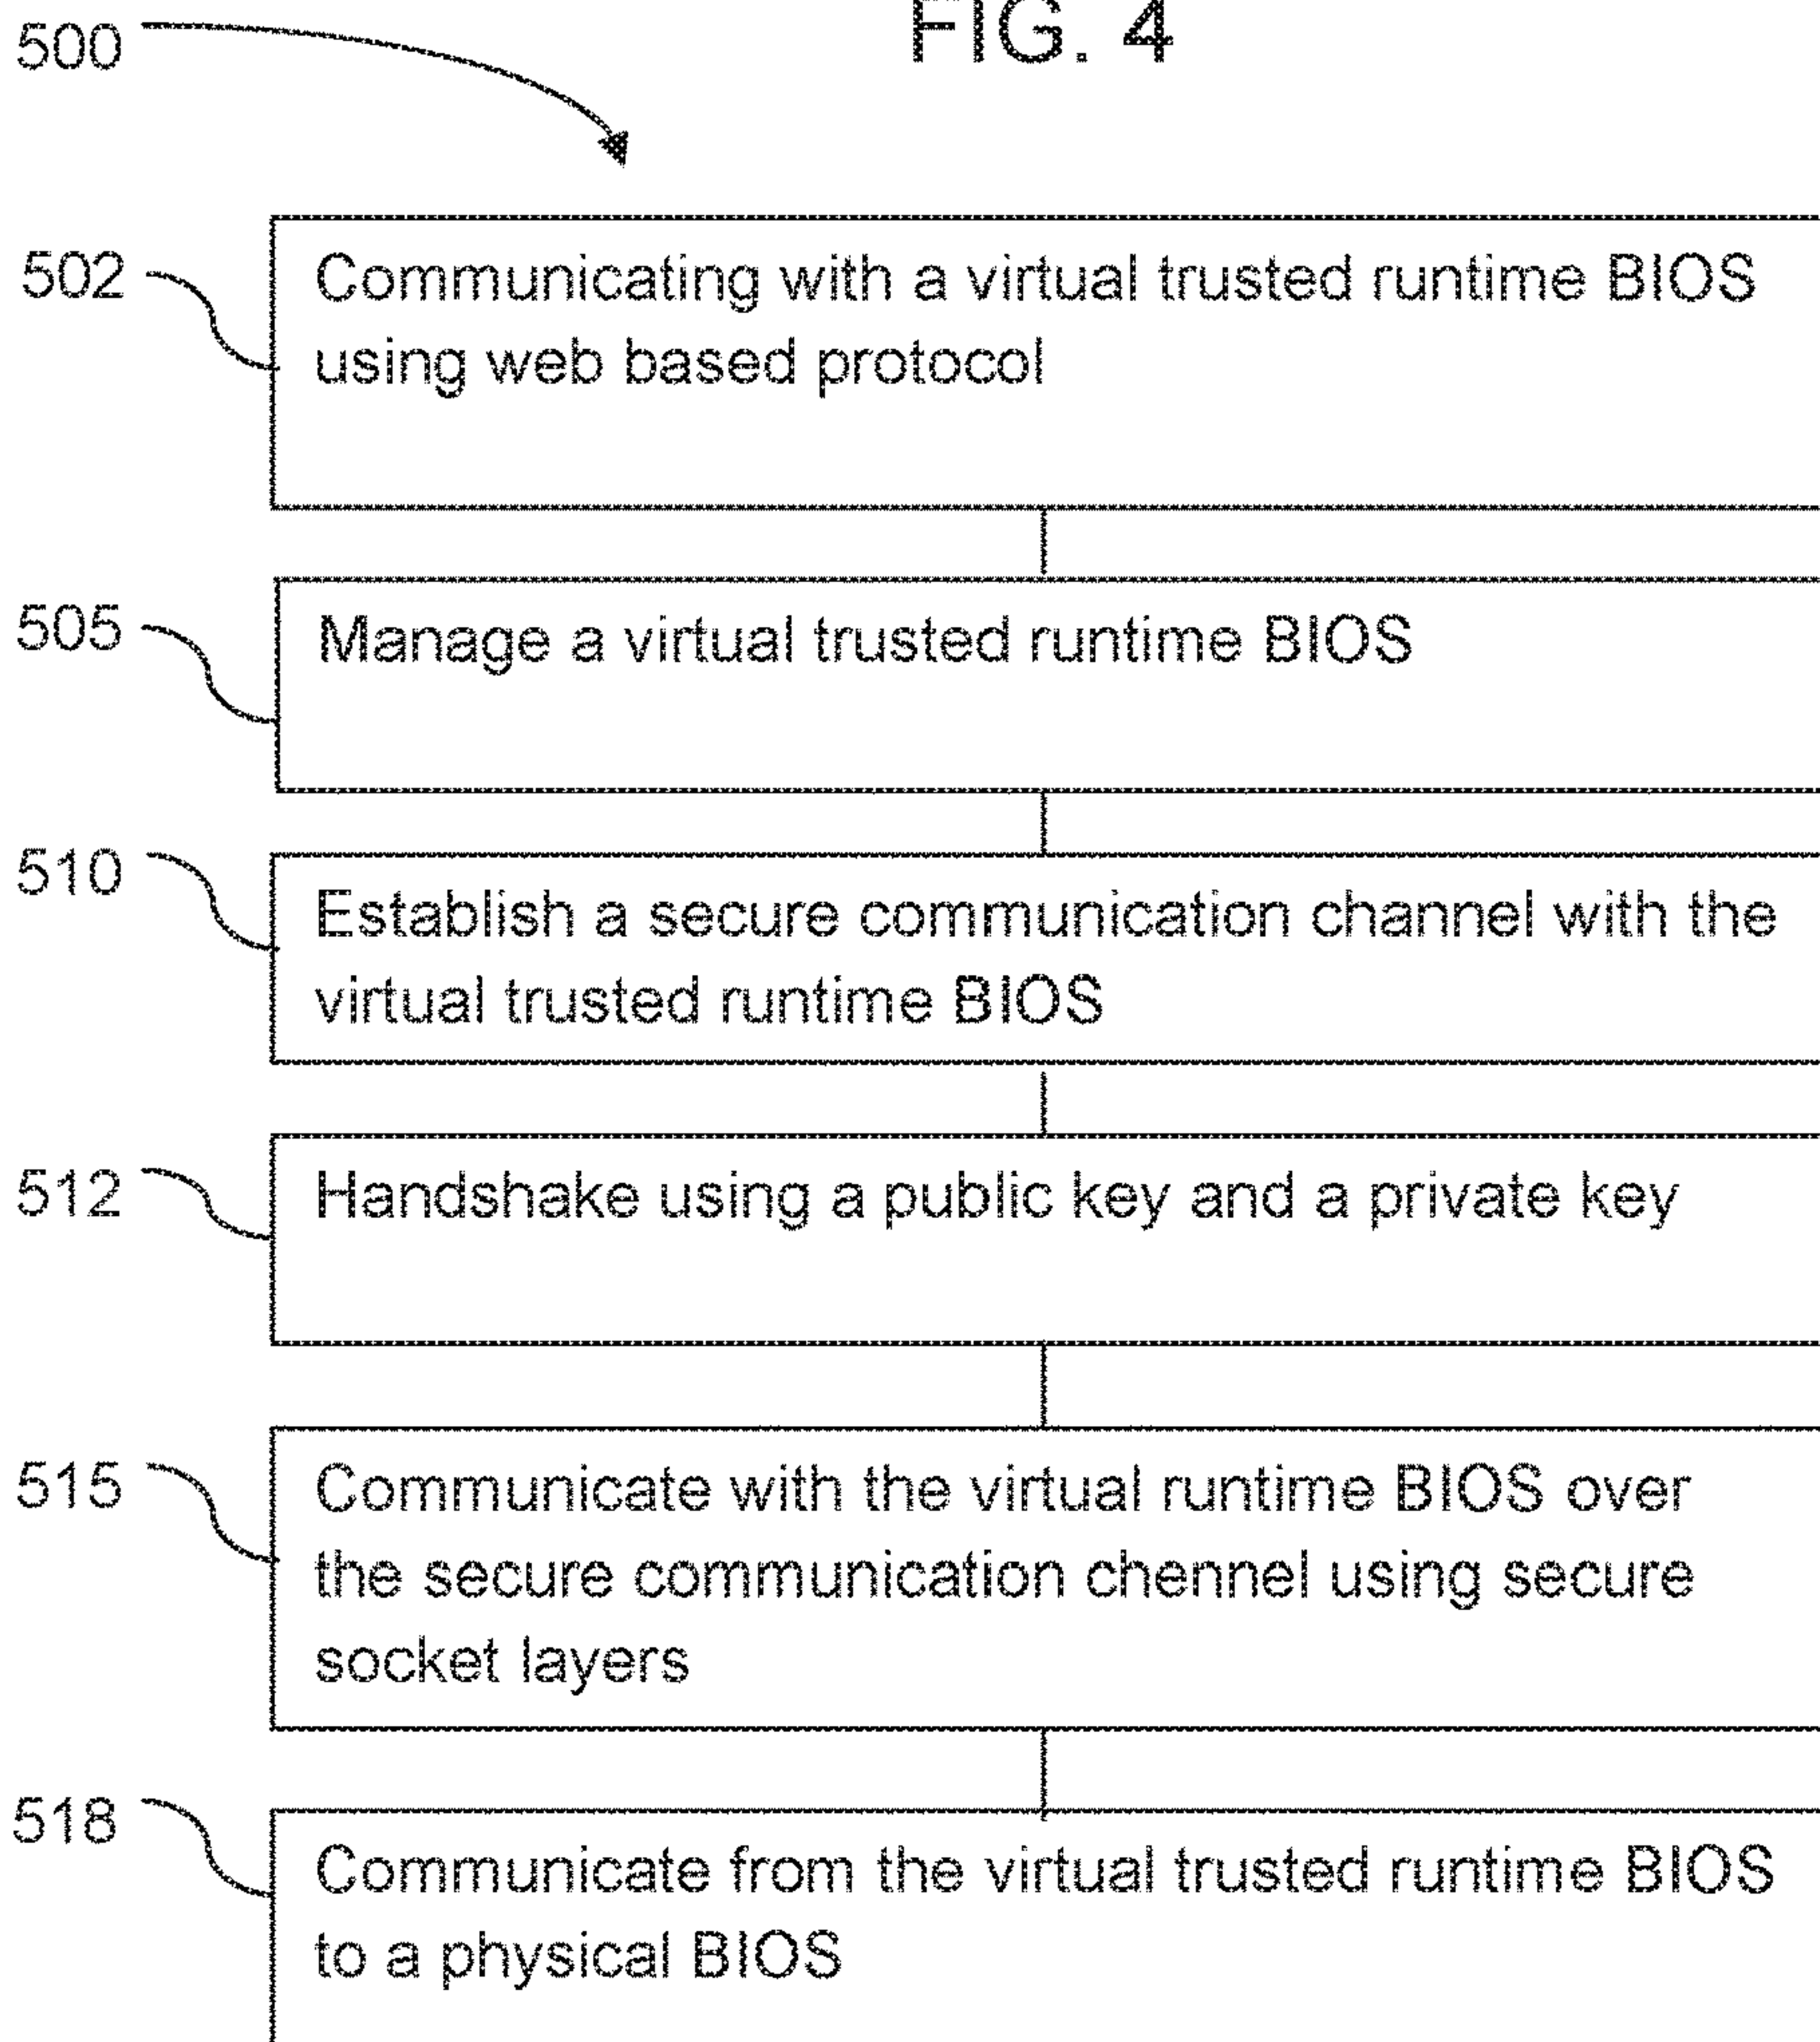 FIG. 4
500
502
Communicating with a virtual trusted runtime BIOS
using web based protocol
505
Manage a virtual trusted runtime BIOS
510
Establish a secure communication channel with the
virtual trusted runtime BIOS
512
Handshake using a public key and a private key
515
Communicate with the virtual runtime BIOS over
the secure communication chennel using secure
socket layers
518
Communicate from the virtual trusted runtime BIOS
to a physical BIOS